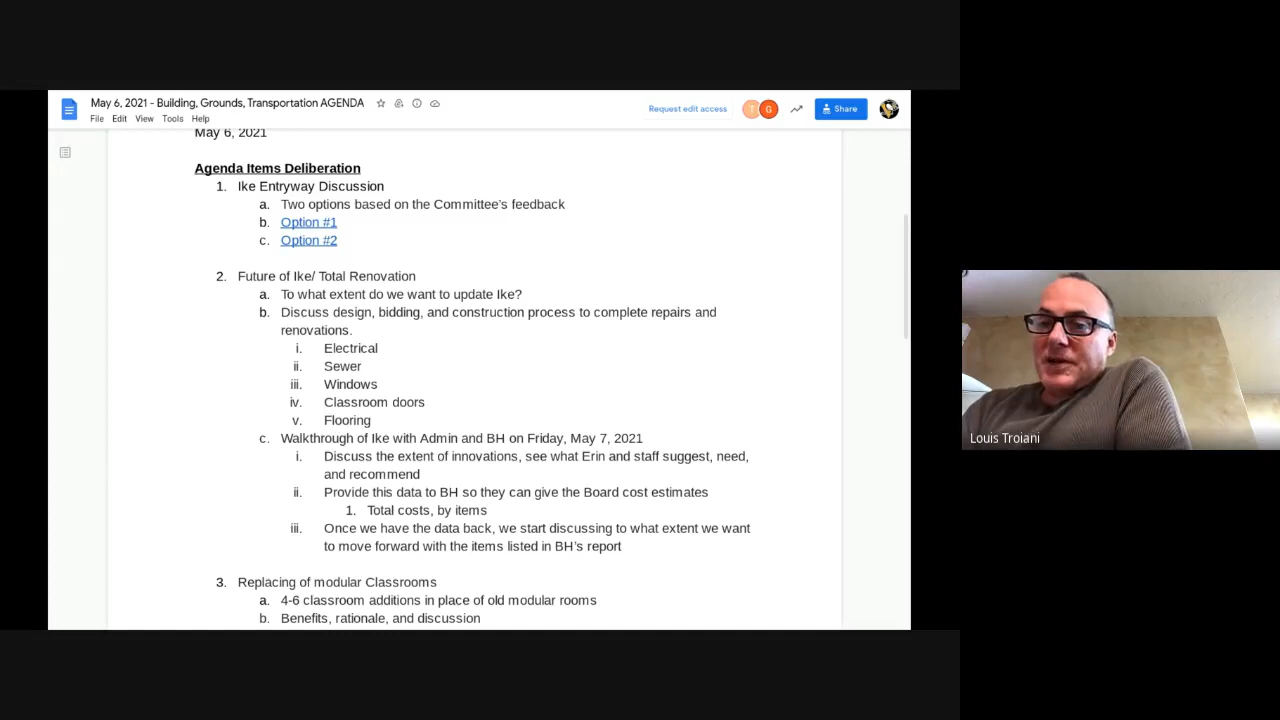 May 6, 2021 - Building, Grounds, Transportation AGENDA
File Edit View Tools Help
Request edit access
T
G
Share
May 6, 2021
Agenda Items Deliberation
1. Ike Entryway Discussion
a. Two options based on the Committee's feedback
b. Option #1
c. Option #2
2. Future of Ike/ Total Renovation
a. To what extent do we want to update Ike?
b. Discuss design, bidding, and construction process to complete repairs and
renovations.
i. Electrical
ii. Sewer
iii. Windows
iv. Classroom doors
v. Flooring
c. Walkthrough of Ike with Admin and BH on Friday, May 7, 2021
i. Discuss the extent of innovations, see what Erin and staff suggest, need,
and recommend
ii. Provide this data to BH so they can give the Board cost estimates
1. Total costs, by items
iii. Once we have the data back, we start discussing to what extent we want
to move forward with the items listed in BH's report
3. Replacing of modular Classrooms
a. 4-6 classroom additions in place of old modular rooms
b. Benefits, rationale, and discussion
Louis Troiani